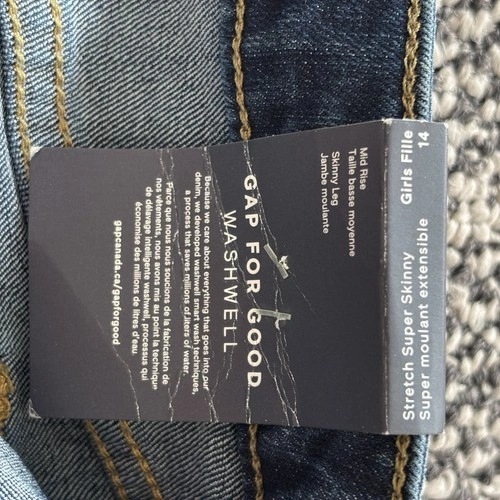 Stretch Super Skinny
Super moulant extensible
Girls Fille
14
Mid Rise
Taille basse moyenne
Skinny Leg
Jambe moulante
GAP FOR GOOD
WASHWELL
Because we care about everything that goes into our
denim, we developed washwell smart wash techniques,
a process that saves millions of liters of water.
Parce que nous nous soucions de la fabrication de
nos vêtements, nous avons mis au point la technique
de délavage intelligente washwell, processus qui
économise des millions de litres d'eau.
gapcanada.ca/gapforgood